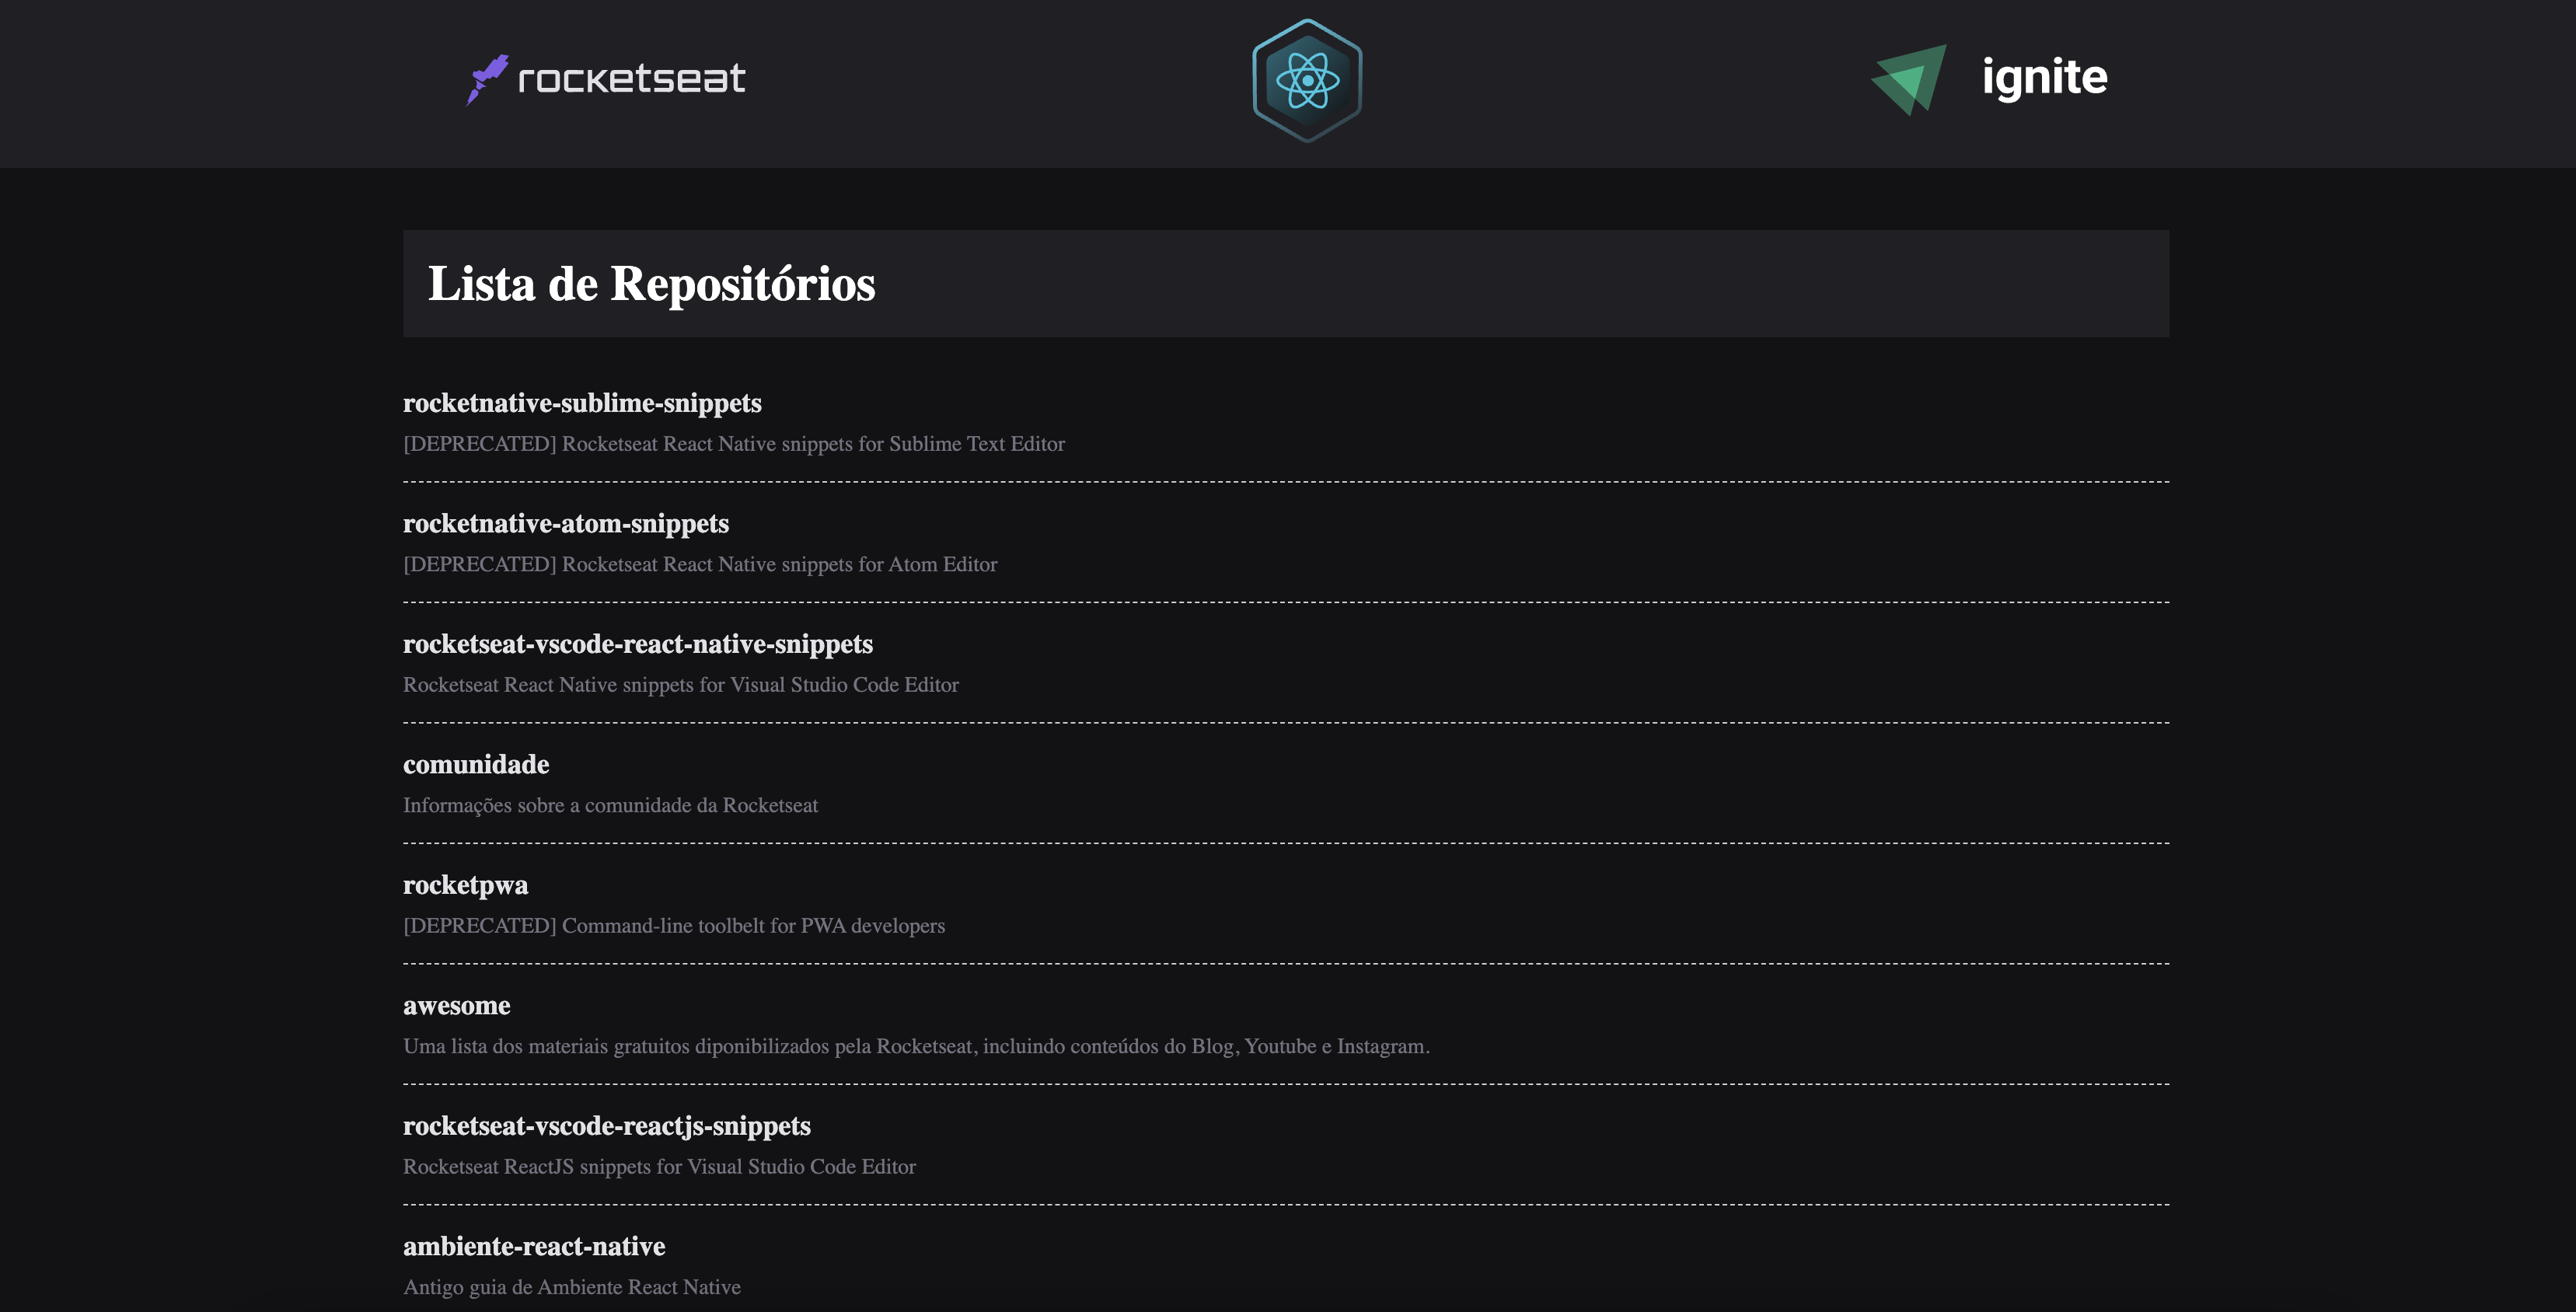 rocketseat
ignite
Lista de Repositórios
rocketnative-sublime-snippets
[DEPRECATED] Rocketseat React Native snippets for Sublime Text Editor
rocketnative-atom-snippets
[DEPRECATED] Rocketseat React Native snippets for Atom Editor
rocketseat-vscode-react-native-snippets
Rocketseat React Native snippets for Visual Studio Code Editor
comunidade
Informações sobre a comunidade da Rocketseat
rocketpwa
[DEPRECATED] Command-line toolbelt for PWA developers
awesome
Uma lista dos materiais gratuitos diponibilizados pela Rocketseat, incluindo conteúdos do Blog, Youtube e Instagram.
rocketseat-vscode-reactjs-snippets
Rocketseat ReactJS snippets for Visual Studio Code Editor
ambiente-react-native
Antigo guia de Ambiente React Native